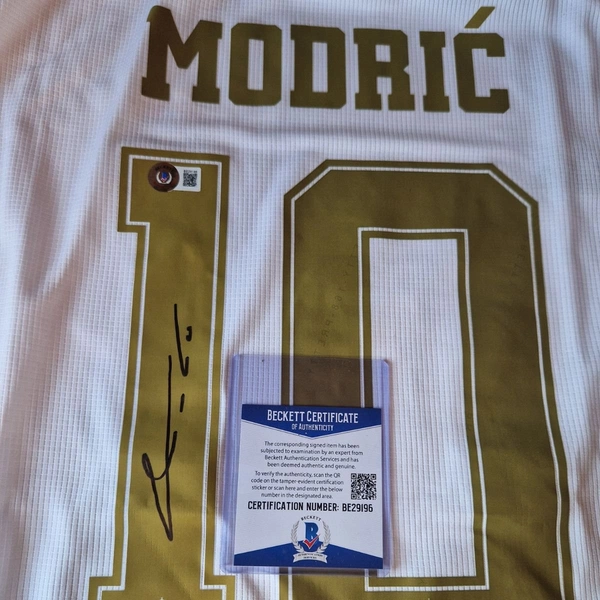 MODRIĆ
10
BECKETT CERTIFICATE
OF AUTHENTICITY
The corresponding signed item has been
subjected to examination by an expert from
Beckett Authentication Services and has
been deemed authentic and genuine.
To verify the authenticity, scan the QR
code on the tamper-evident certification
sticker or scan here and enter the below
number in the designated area.
CERTIFICATION NUMBER: BE29196
BECKETT
B